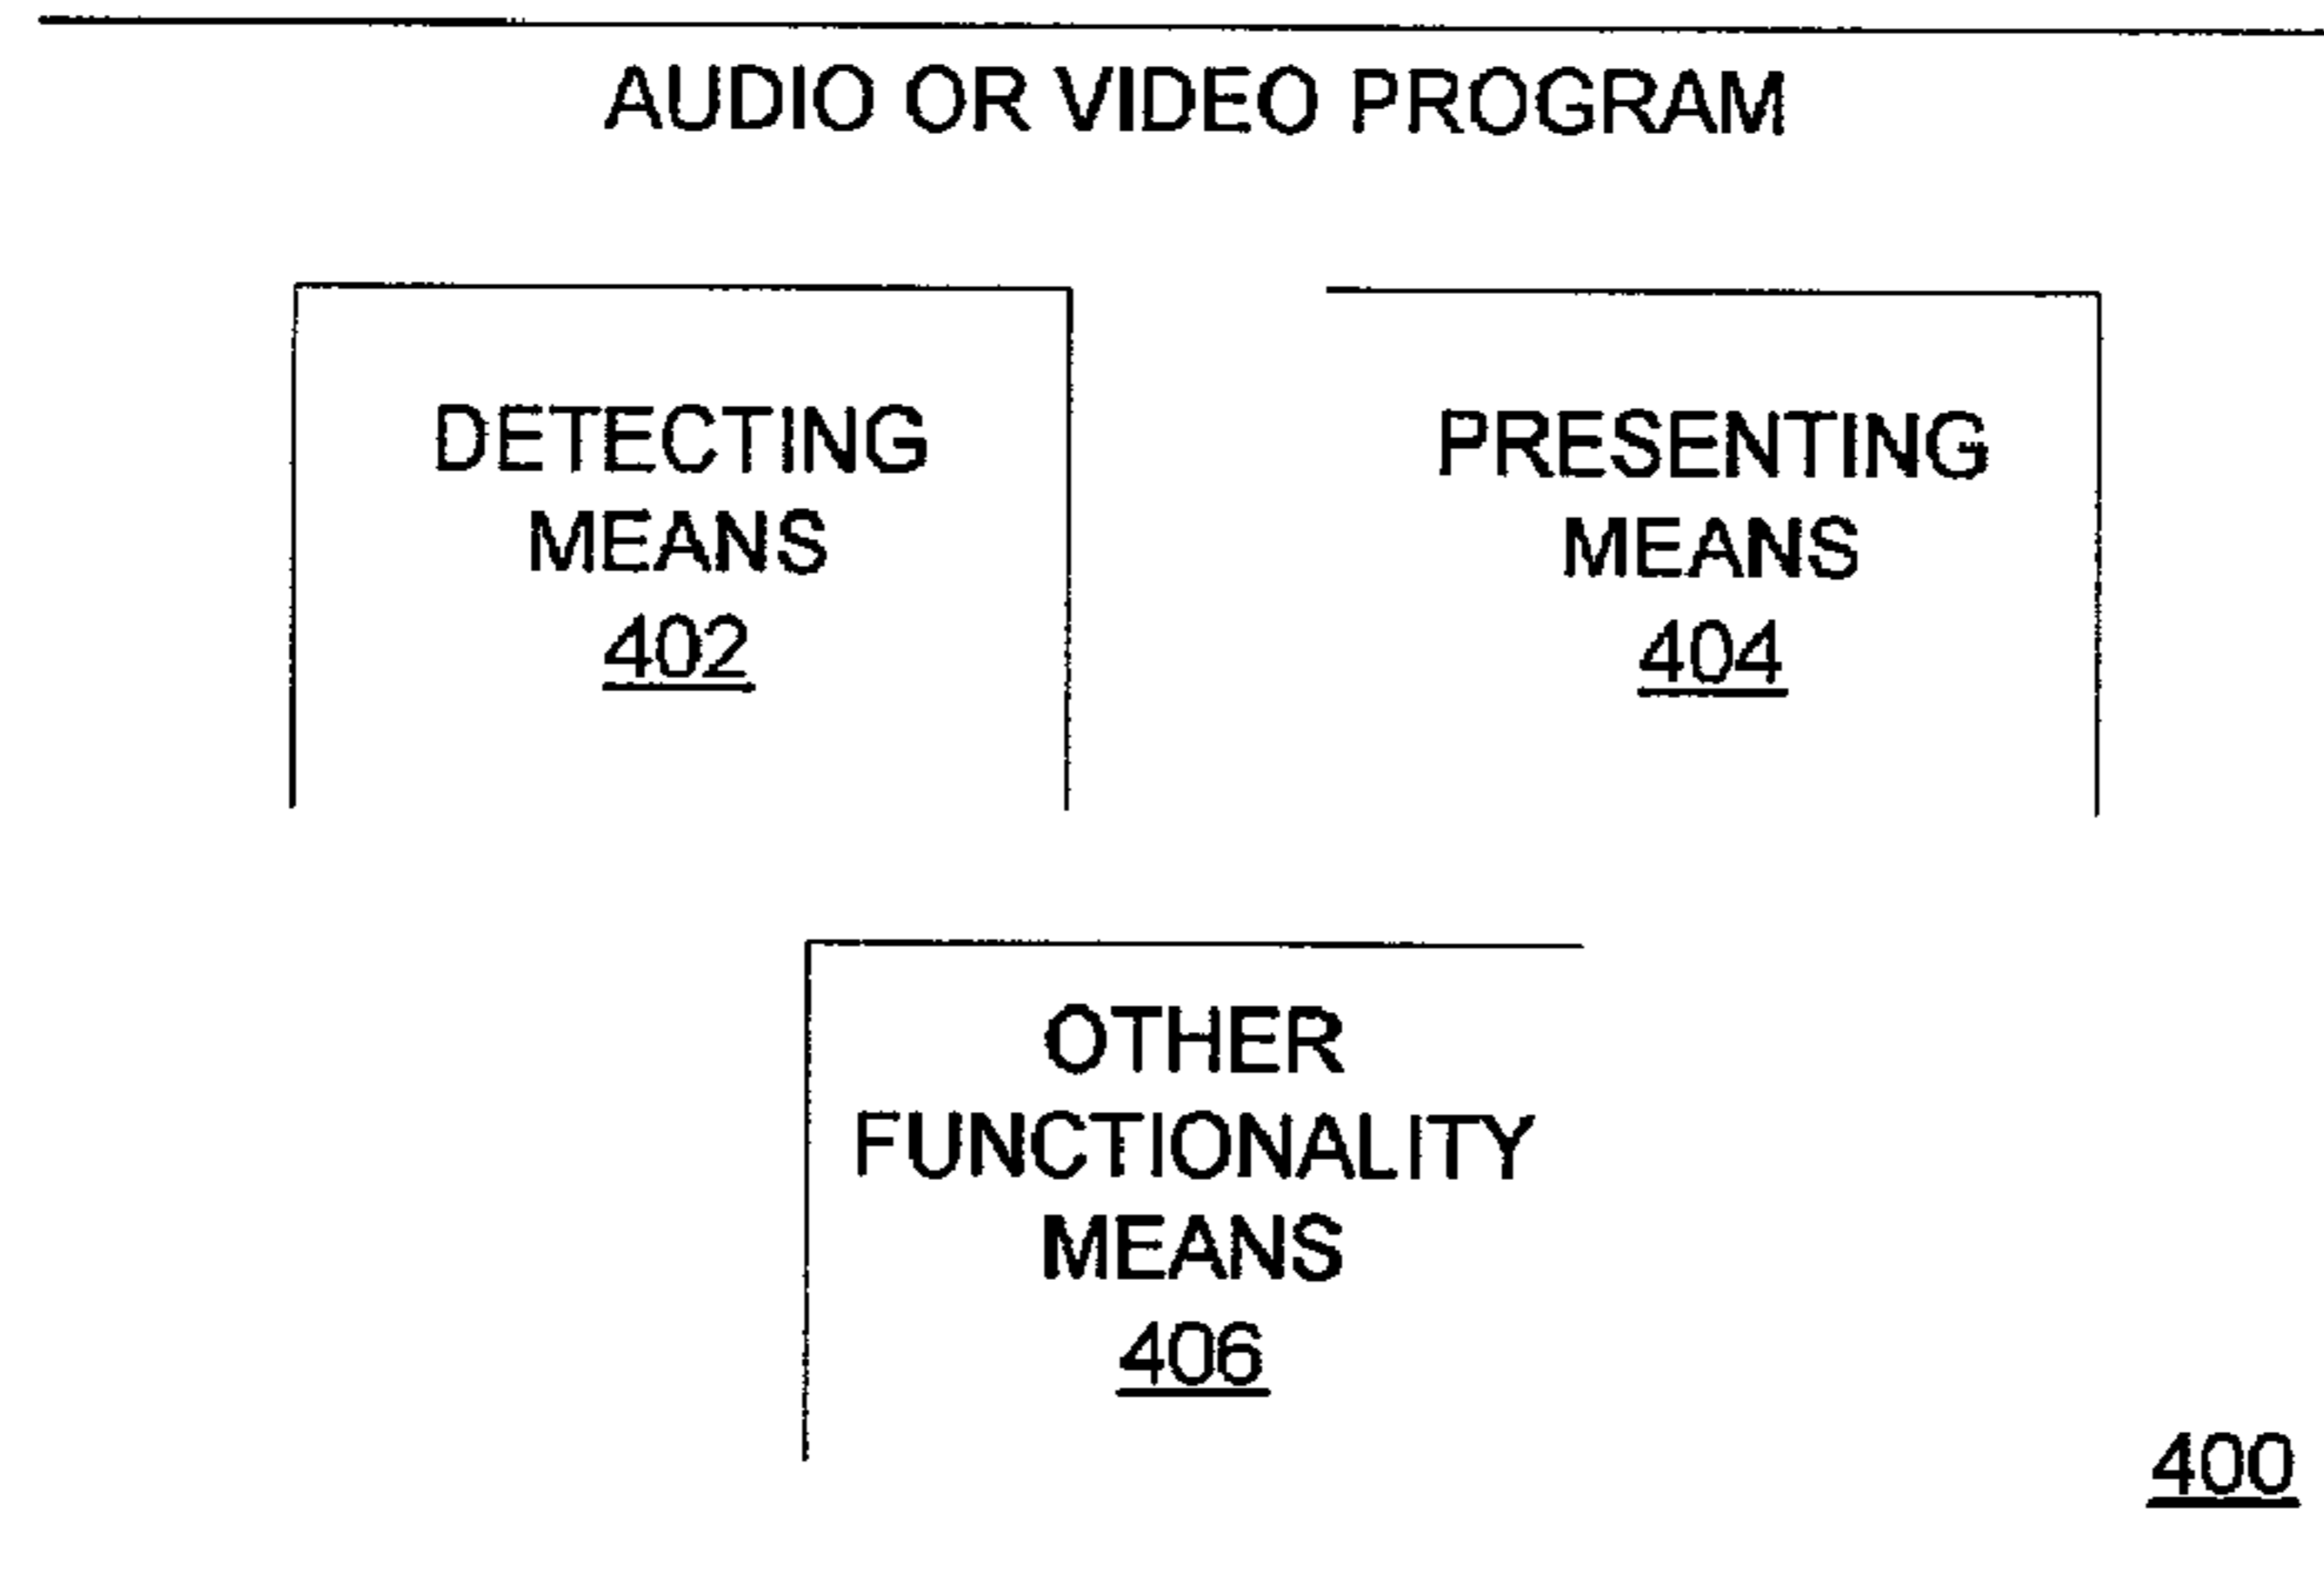 AUDIO OR VIDEO PROGRAM
DETECTING
MEANS
402
PRESENTING
MEANS
404
OTHER
FUNCTIONALITY
MEANS
406
400